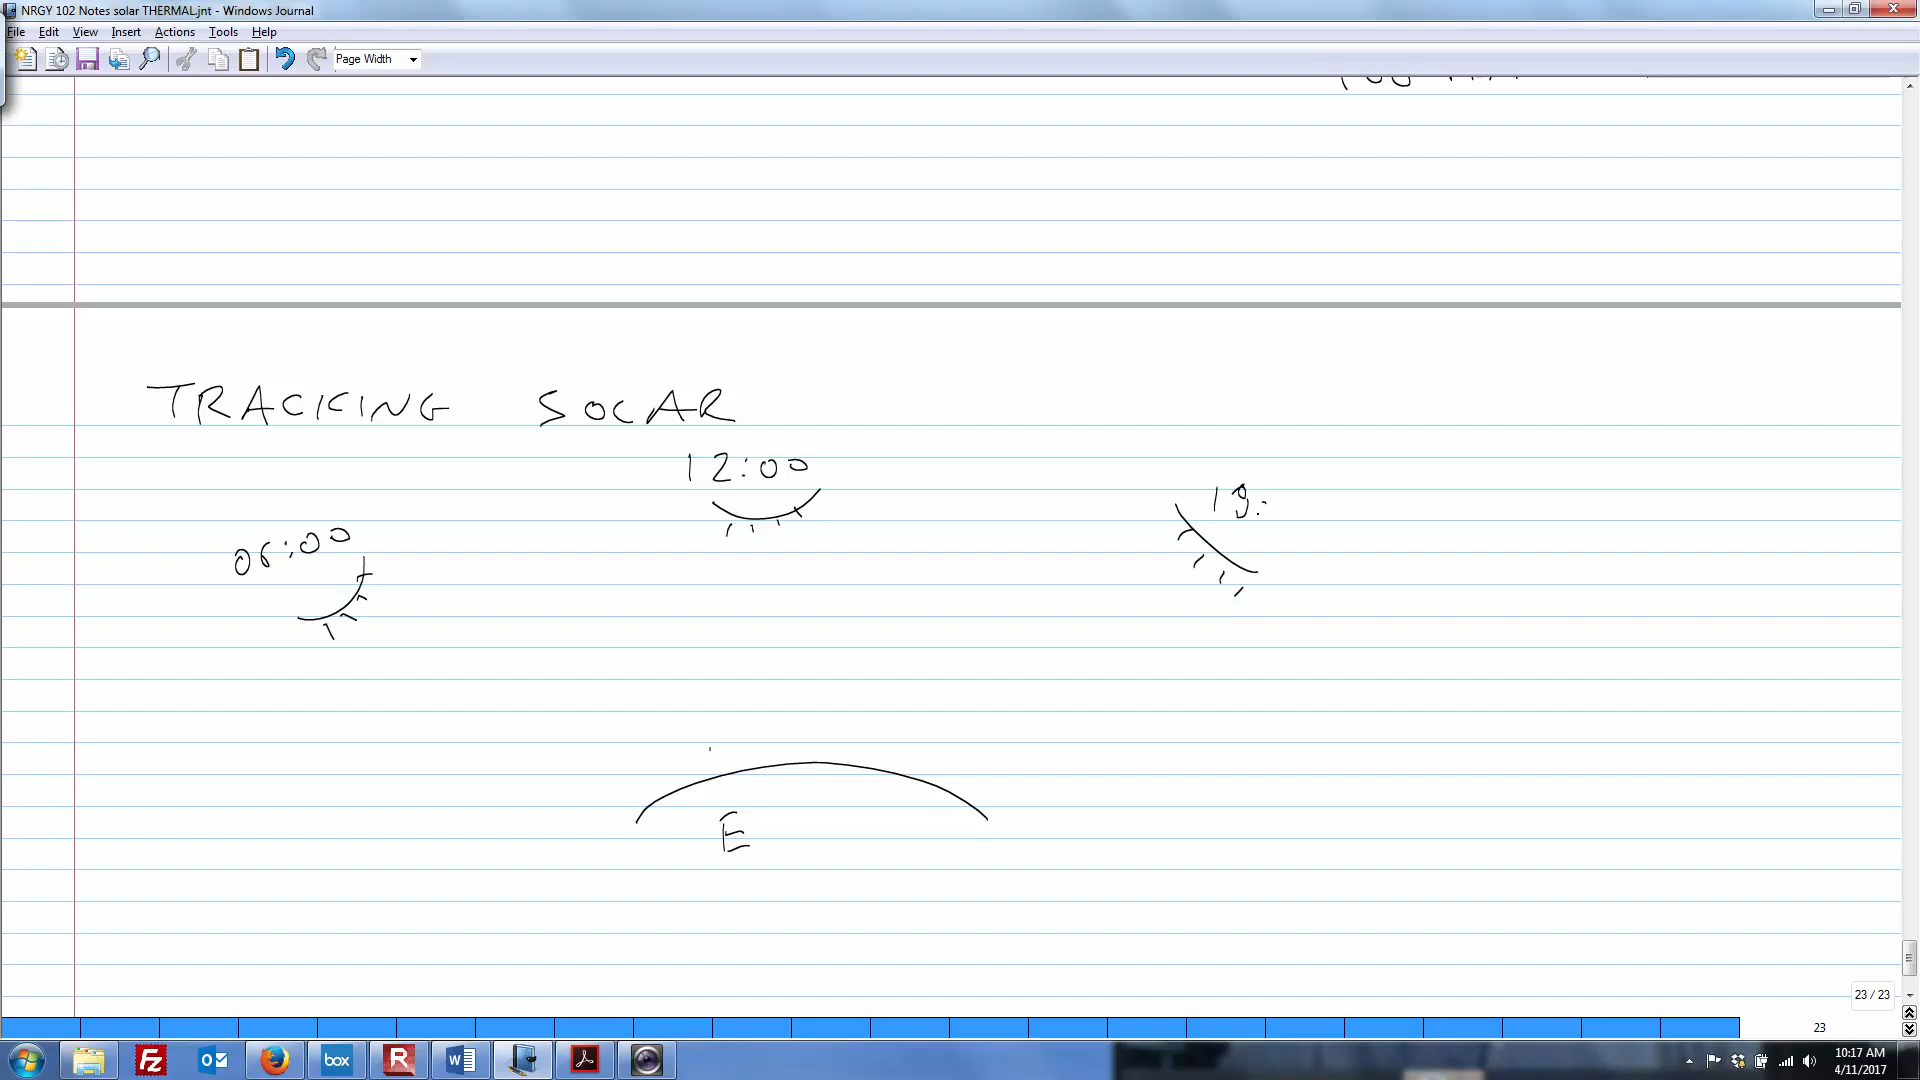 NRGY 102 Notes solar THERMAL.jnt - Windows Journal
File Edit View Insert Actions Tools Help
Page Width
TRACKING SOLAR
12:00
06:00
E
23 / 23
23
10:17 AM
4/11/2017